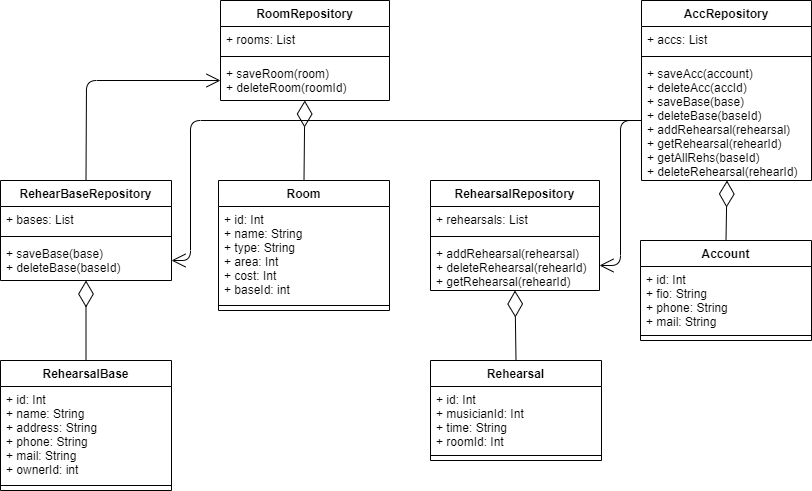 RoomRepository
+ rooms: List
+ saveRoom(room)
+ deleteRoom(roomId)
AccRepository
+ accs: List
+ saveAcc(account)
+ deleteAcc(accId)
+ saveBase(base)
+ deleteBase(baseId)
+ addRehearsal(rehearsal)
+ getRehearsal(rehearId)
+ getAllRehs(baseId)
+ deleteRehearsal(rehearId)
RehearBaseRepository
+ bases: List
+ saveBase(base)
+ deleteBase(baseId)
Room
+ id: Int
+ name: String
+ type: String
+ area: Int
+ cost: Int
+ baseId: int
RehearsalRepository
+ rehearsals: List
+ addRehearsal(rehearsal)
+ deleteRehearsal(rehearId)
+ getRehearsal(rehearId)
Account
+ id: Int
+ fio: String
+ phone: String
+ mail: String
RehearsalBase
+ id: Int
+ name: String
+ address: String
+ phone: String
+ mail: String
+ ownerId: int
Rehearsal
+ id: Int
+ musicianId: Int
+ time: String
+ roomId: Int